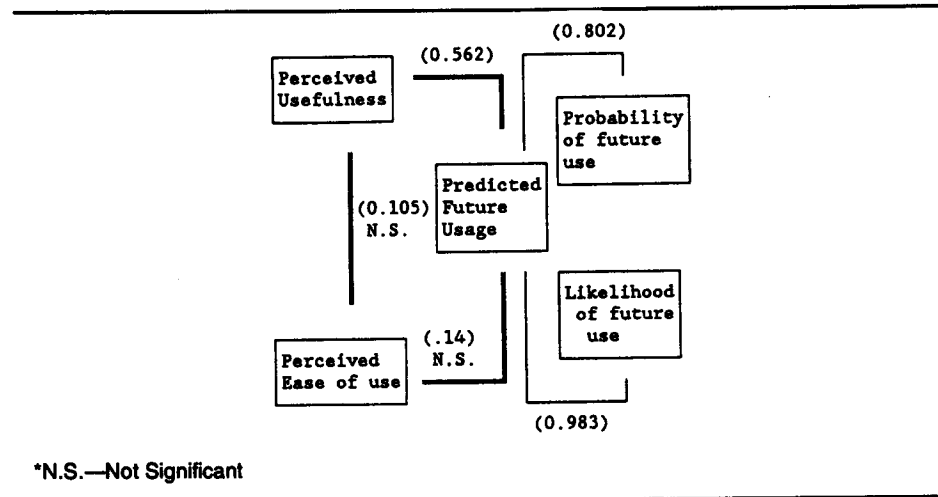 (0.802)
(0.562)
Perceived
Usefulness
Probability
of future
use
Predicted
Future
Usage
(0.105)
N.S.
Likelihood
of future
use
(.14)
N.S.
Perceived
Ease of use
(0.983)
*N.S.—Not Significant